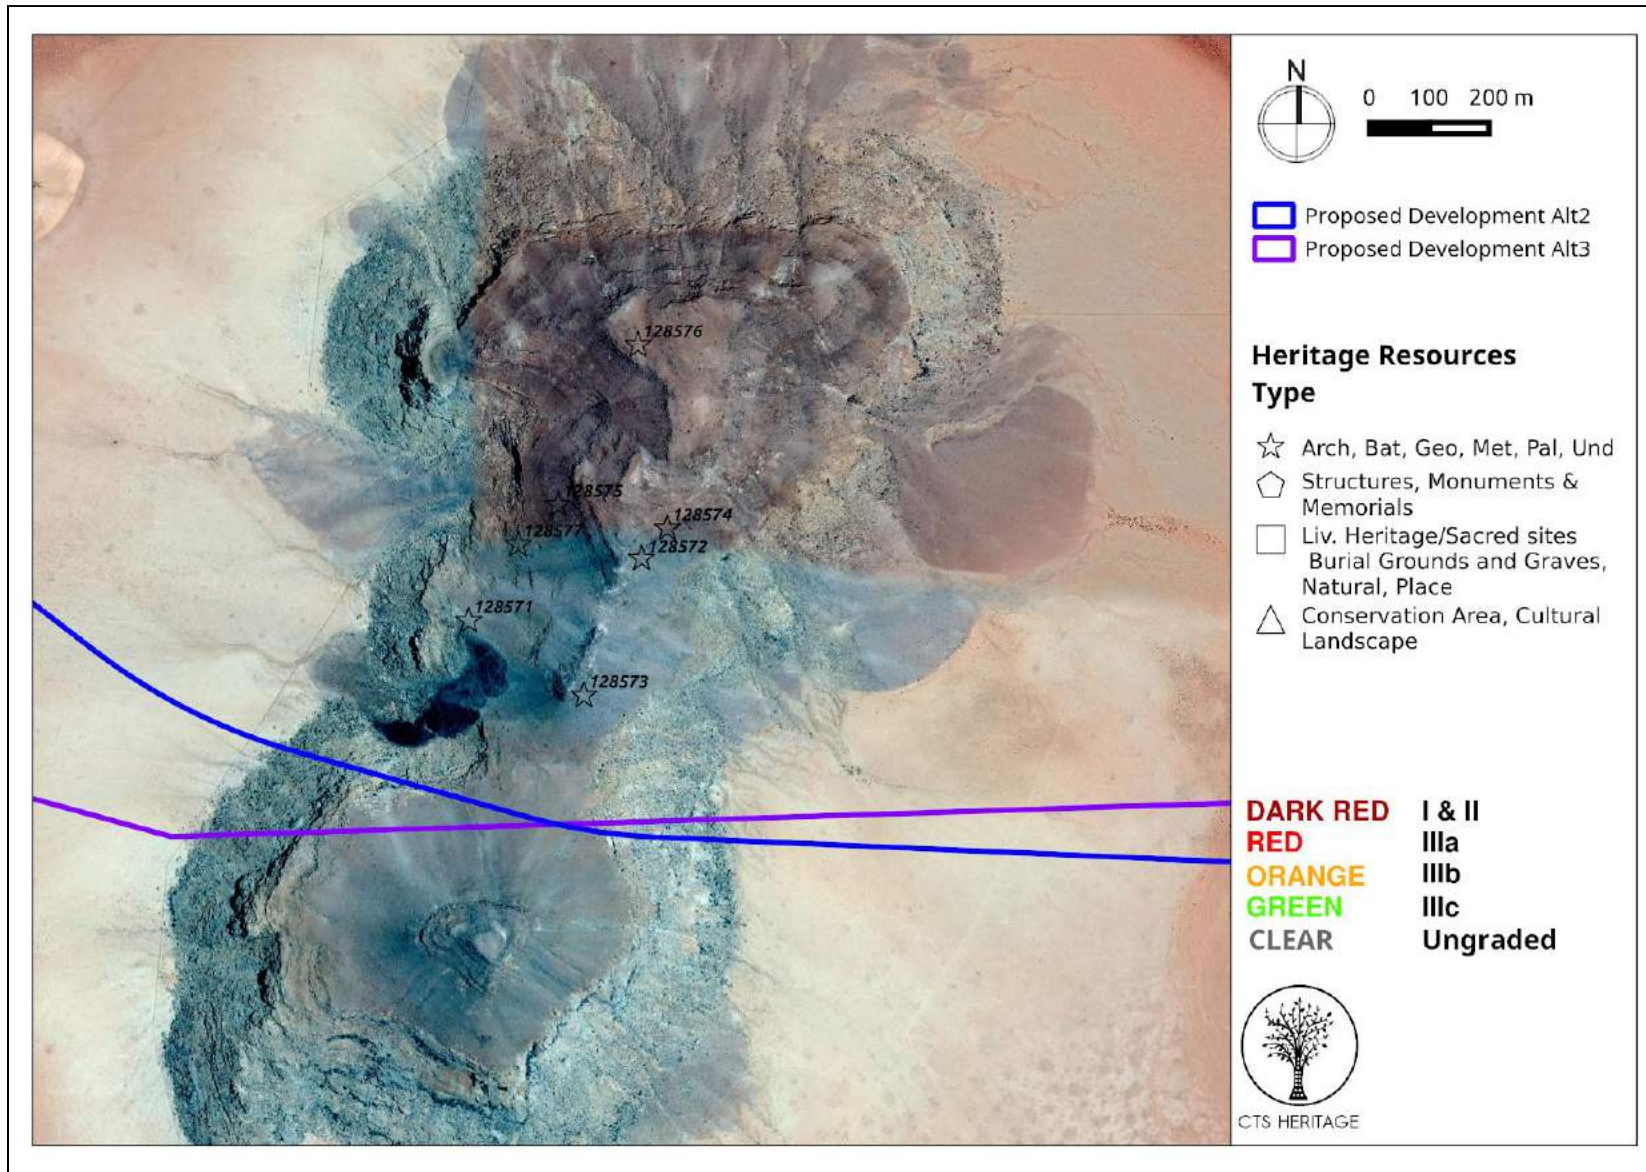 128576
128575
128574
128577
128572
128571
128573
N
0 100 200 m
Proposed Development Alt2
Proposed Development Alt3
Heritage Resources
Type
Arch, Bat, Geo, Met, Pal, Und
Structures, Monuments &
Memorials
Liv. Heritage/Sacred sites
Burial Grounds and Graves,
Natural, Place
Conservation Area, Cultural
Landscape
DARK RED I & II
RED IIIa
ORANGE IIIb
GREEN IIIc
CLEAR Ungraded
CTS HERITAGE